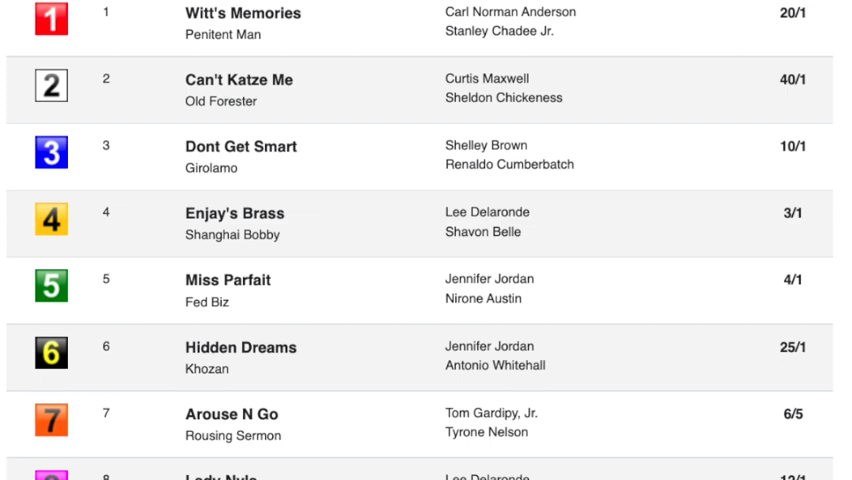 1 1 Witt's Memories Carl Norman Anderson 20/1
Penitent Man Stanley Chadee Jr.
2 2 Can't Katze Me Curtis Maxwell 40/1
Old Forester Sheldon Chickeness
3 3 Dont Get Smart Shelley Brown 10/1
Girolamo Renaldo Cumberbatch
4 4 Enjay's Brass Lee Delaronde 3/1
Shanghai Bobby Shavon Belle
5 5 Miss Parfait Jennifer Jordan 4/1
Fed Biz Nirone Austin
6 6 Hidden Dreams Jennifer Jordan 25/1
Khozan Antonio Whitehall
7 7 Arouse N Go Tom Gardipy, Jr. 6/5
Rousing Sermon Tyrone Nelson
8 Lady Lee Delaronde